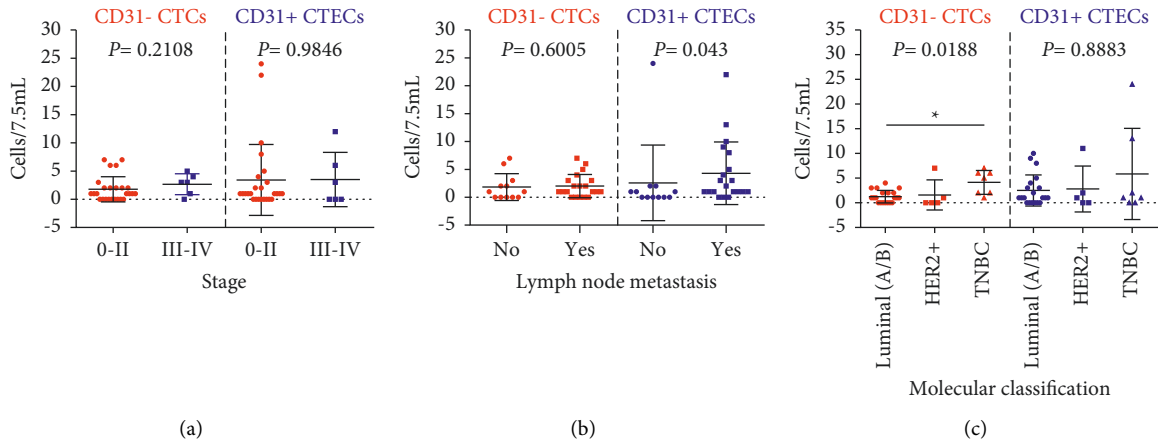 CD31- CTCs CD31+ CTECs
P= 0.2108 P= 0.9846
30
25
20
15
10
5
0
-5
Cells/7.5mL
0-II III-IV 0-II III-IV
Stage
(a)
CD31- CTCs CD31+ CTECs
P= 0.6005 P= 0.043
30
25
20
15
10
5
0
-5
Cells/7.5mL
No Yes No Yes
Lymph node metastasis
(b)
CD31- CTCs CD31+ CTECs
P= 0.0188 P= 0.8883
35
30
25
20
15
10
5
0
-5
Cells/7.5mL
*
Luminal (A/B) HER2+ TNBC Luminal (A/B) HER2+ TNBC
Molecular classification
(c)